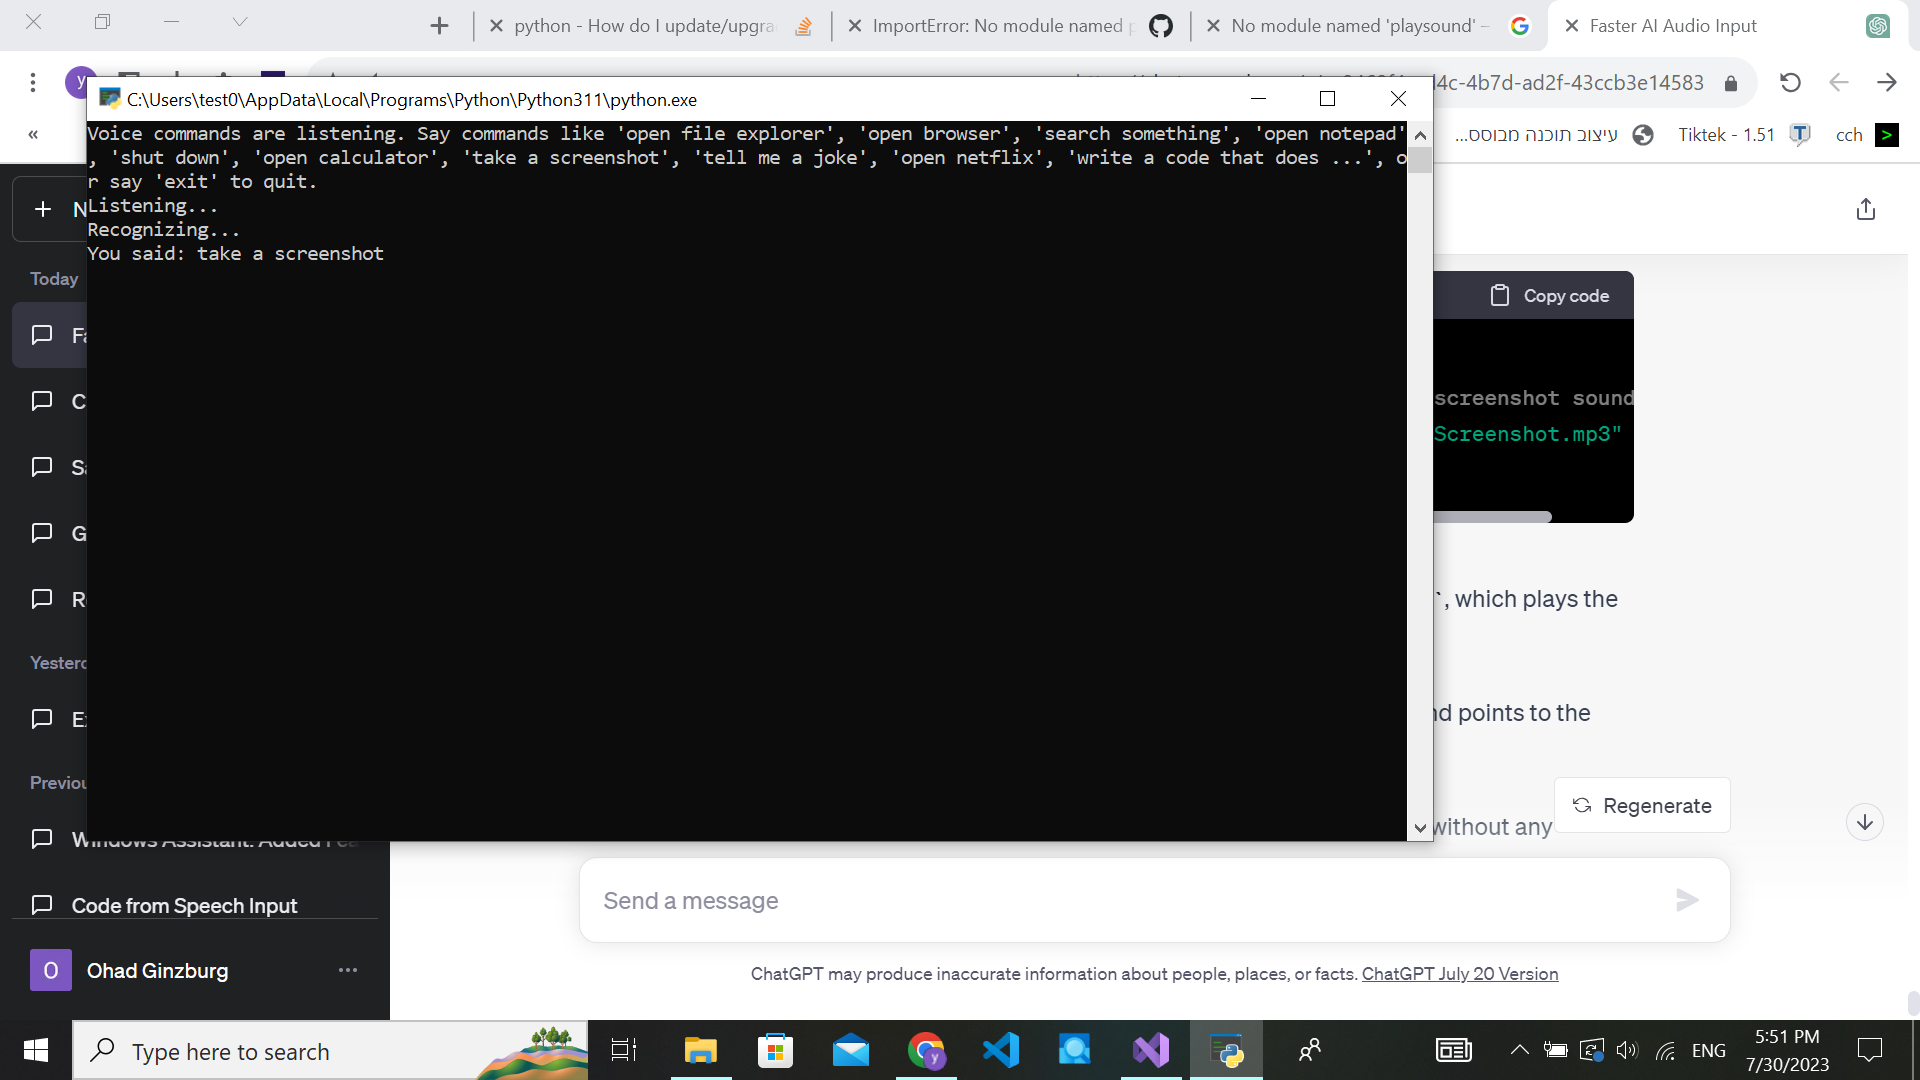 python - How do I update/upgra
ImportError: No module named p
No module named 'playsound' -
Faster AI Audio Input
y
4c-4b7d-ad2f-43ccb3e14583
C:\Users\test0\AppData\Local\Programs\Python\Python311\python.exe
«
עיצוב תוכנה מבוסס...
Tiktek - 1.51
cch
Voice commands are listening. Say commands like 'open file explorer', 'open browser', 'search something', 'open notepad'
, 'shut down', 'open calculator', 'take a screenshot', 'tell me a joke', 'open netflix', 'write a code that does ...', o
r say 'exit' to quit.
Listening...
Recognizing...
You said: take a screenshot
+ N
Today
Fa
C
Sa
G
Re
Yesterd
Ex
Previou
Windows Assistant: Added Fea
Code from Speech Input
O
Ohad Ginzburg
Copy code
screenshot sound
Screenshot.mp3"
`, which plays the
nd points to the
without any
Regenerate
Send a message
ChatGPT may produce inaccurate information about people, places, or facts. ChatGPT July 20 Version
Type here to search
y
ENG
5:51 PM
7/30/2023